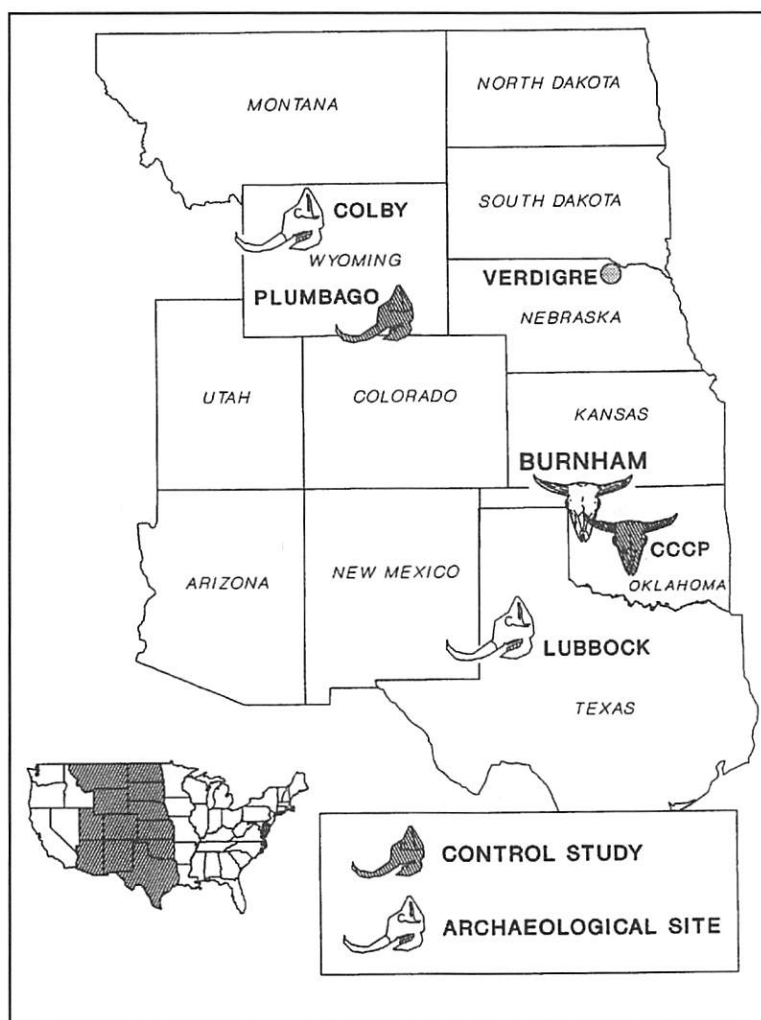 MONTANA
NORTH DAKOTA
SOUTH DAKOTA
COLBY
WYOMING
VERDIGRE
PLUMBAGO
NEBRASKA
UTAH
COLORADO
KANSAS
BURNHAM
CCCP
ARIZONA
NEW MEXICO
OKLAHOMA
LUBBOCK
TEXAS
CONTROL STUDY
ARCHAEOLOGICAL SITE